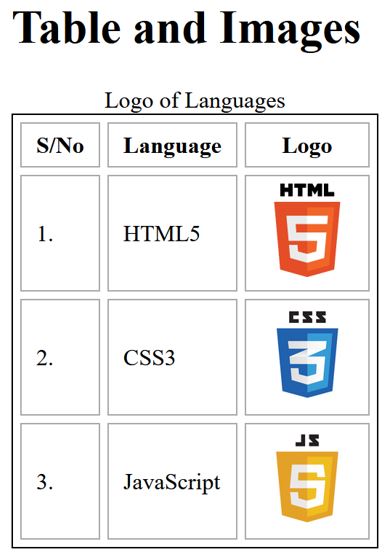 Table and Images
Logo of Languages
S/No Language Logo
HTML
1. HTML5 5
CSS
2. CSS3 3
JS
3. JavaScript 5